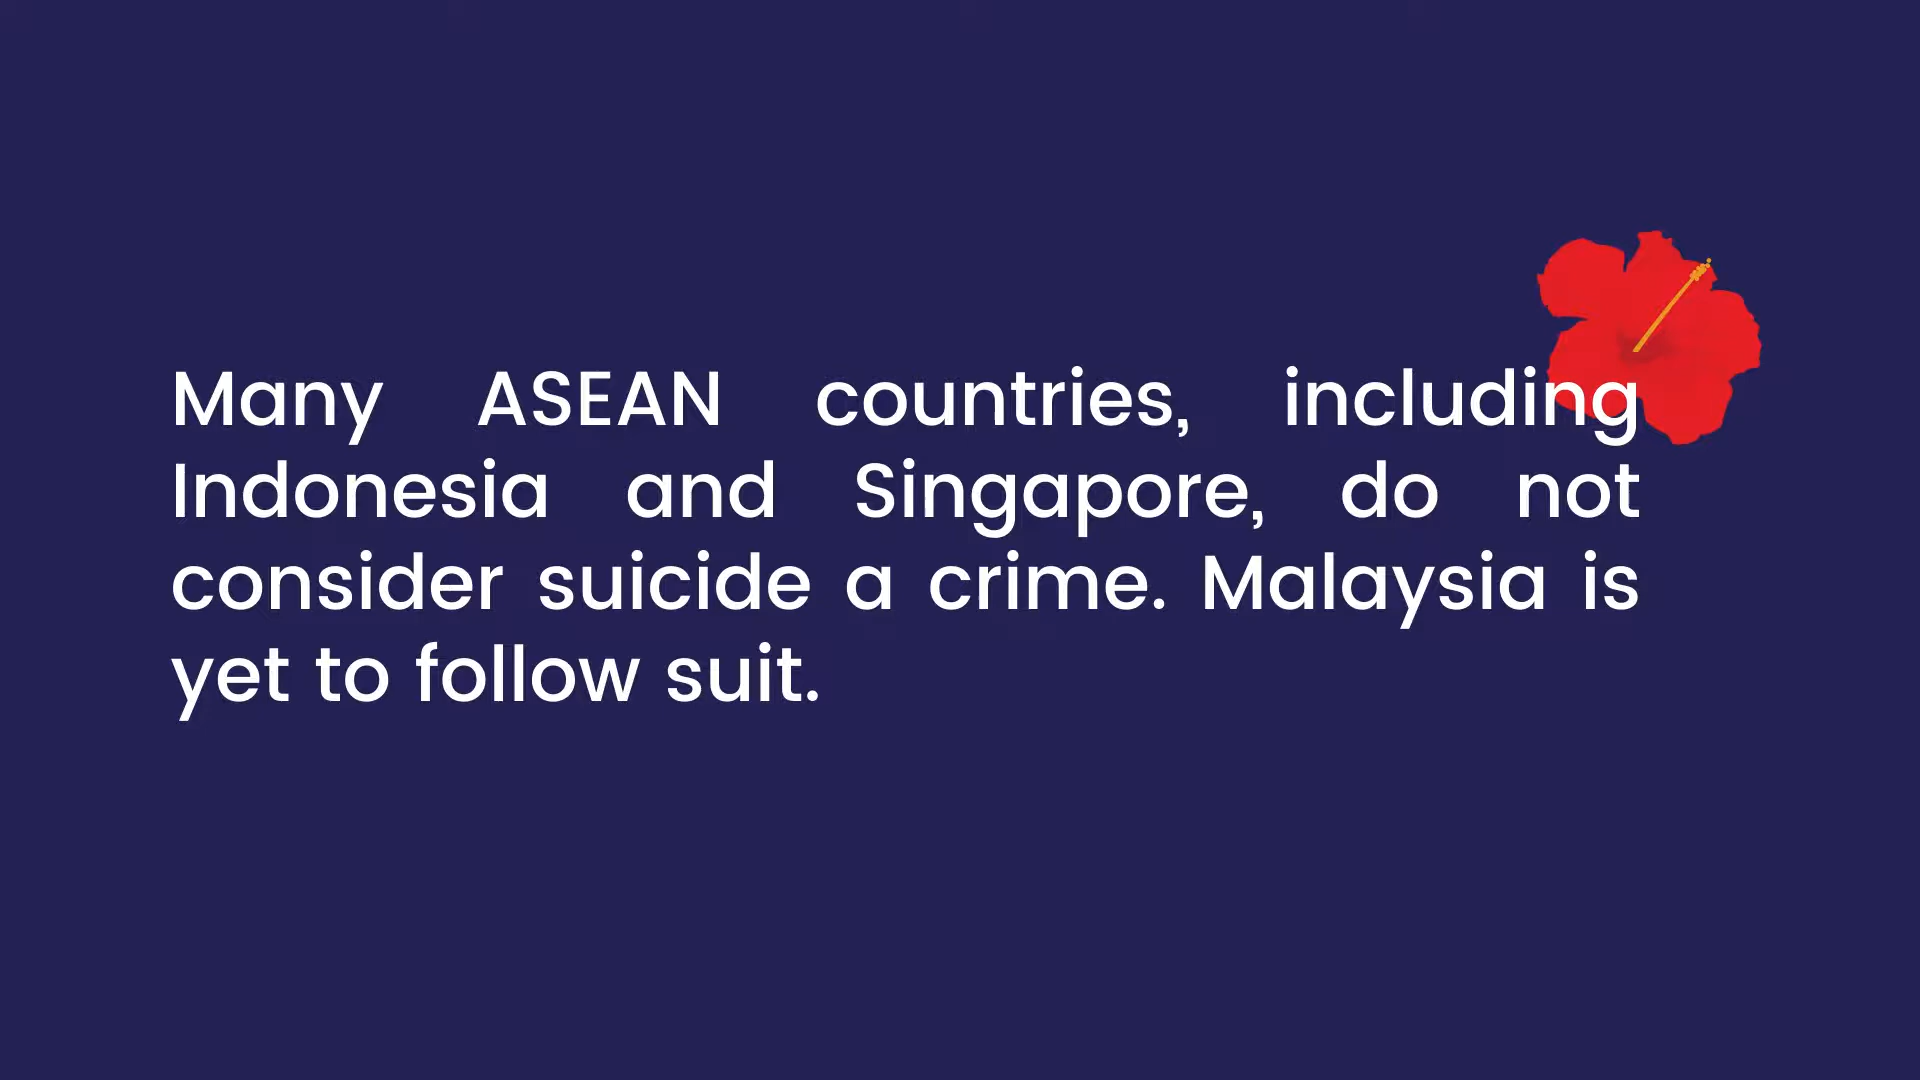 Many ASEAN countries, including
Indonesia and Singapore, do not
consider suicide a crime. Malaysia is
yet to follow suit.